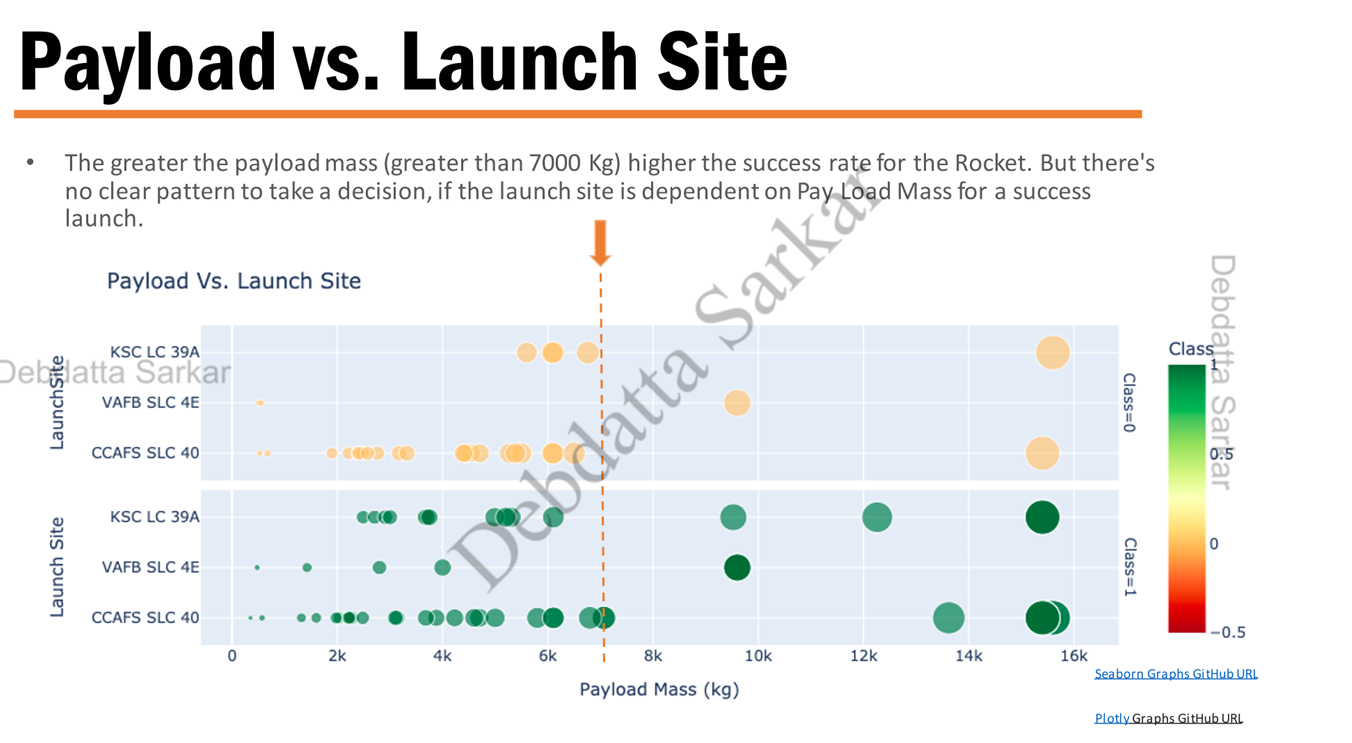 Payload vs. Launch Site
• The greater the payload mass (greater than 7000 Kg) higher the success rate for the Rocket. But there's
no clear pattern to take a decision, if the launch site is dependent on Pay Load Mass for a success
launch.
Payload Vs. Launch Site
LaunchSite
KSC LC 39A
VAFB SLC 4E
CCAFS SLC 40
Class=0
Launch Site
KSC LC 39A
VAFB SLC 4E
CCAFS SLC 40
Class=1
0 2k 4k 6k 8k 10k 12k 14k 16k
Payload Mass (kg)
Class
1
0.5
0
−0.5
Debdatta Sarkar
Debdatta Sarkar
Debdatta Sarkar
Seaborn Graphs GitHub URL
Plotly Graphs GitHub URL